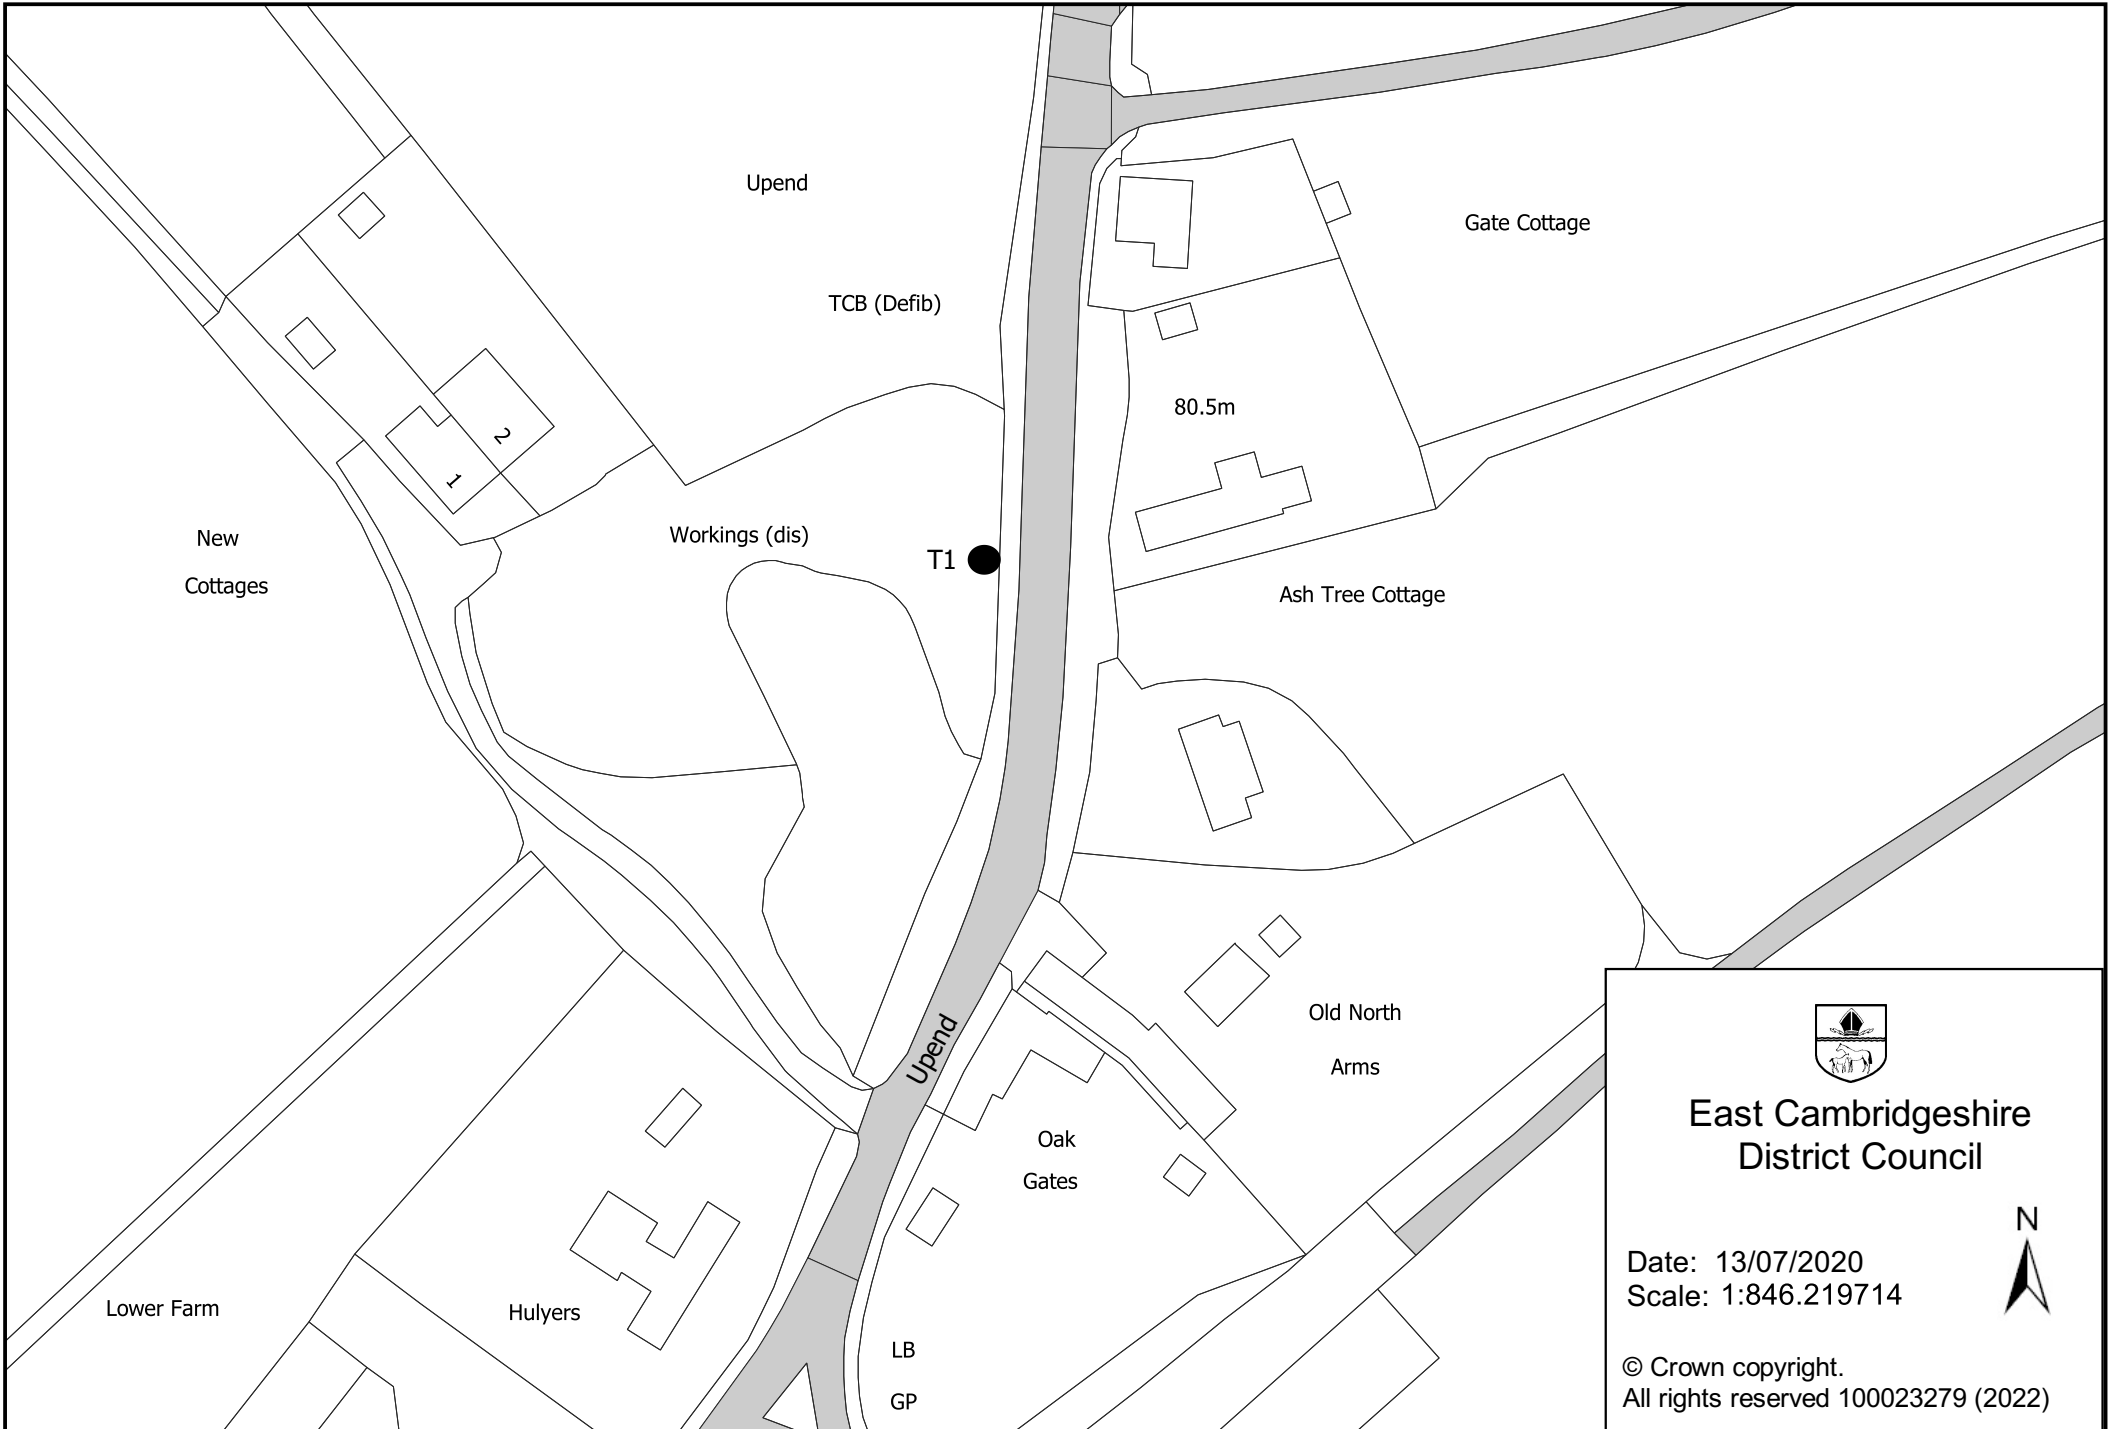 Upend
Gate Cottage
TCB (Defib)
80.5m
2
1
New
Cottages
Workings (dis)
T1
Ash Tree Cottage
Old North
Arms
Upend
Oak
Gates
Lower Farm
Hulyers
LB
GP
East Cambridgeshire
District Council
N
Date: 13/07/2020
Scale: 1:846.219714
© Crown copyright.
All rights reserved 100023279 (2022)